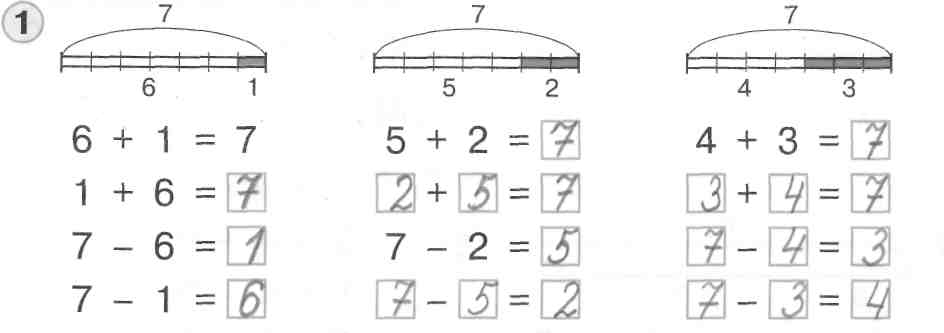 1
7 7 7
6 1 5 2 4 3
6 + 1 = 7 5 + 2 = 7 4 + 3 = 7
1 + 6 = 7 2 + 5 = 7 3 + 4 = 7
7 - 6 = 1 7 - 2 = 5 7 - 4 = 3
7 - 1 = 6 7 - 5 = 2 7 - 3 = 4